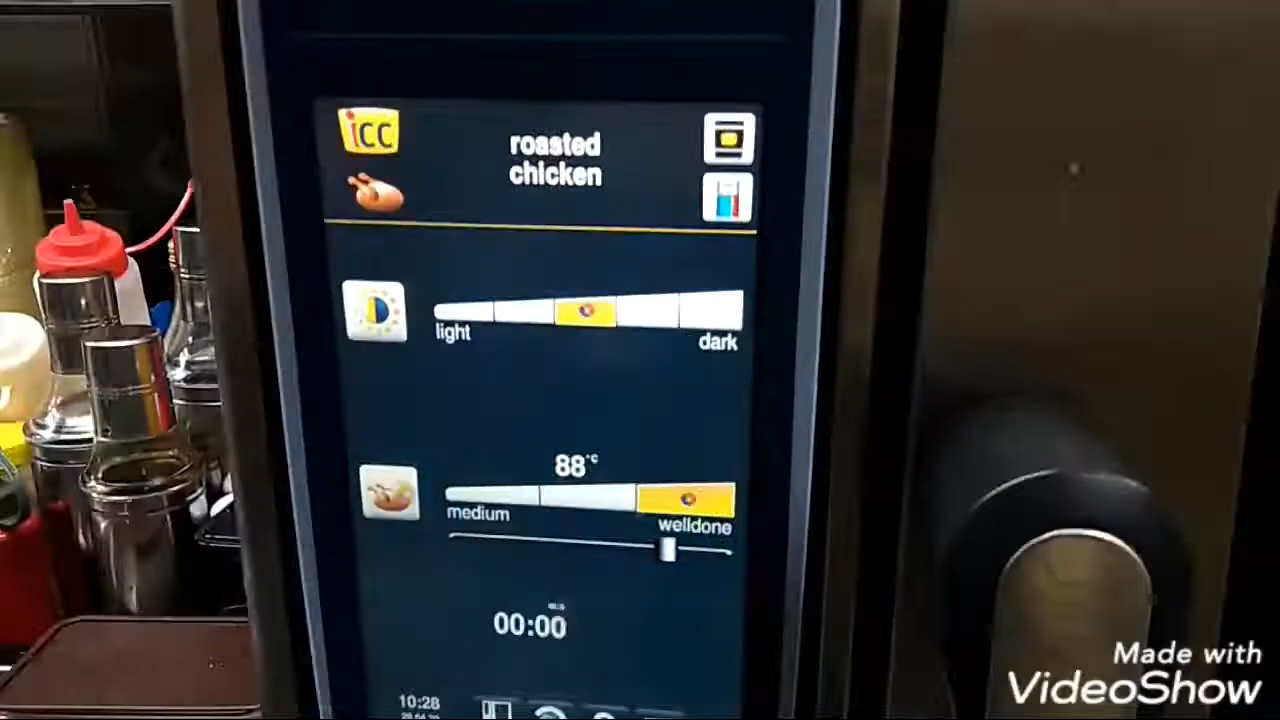 iCC
roasted
chicken
light
dark
88°C
medium
welldone
00:00
10:28
Made with
VideoShow